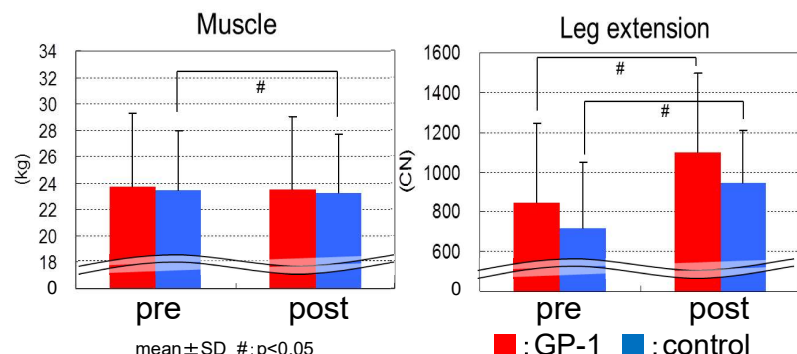 Muscle
34
32
30
28
26
24
22
20
18
0
(kg)
#
pre post
mean±SD #:p<0.05
Leg extension
1600
1400
1200
1000
800
600
0
(CN)
#
#
pre post
:GP-1 :control